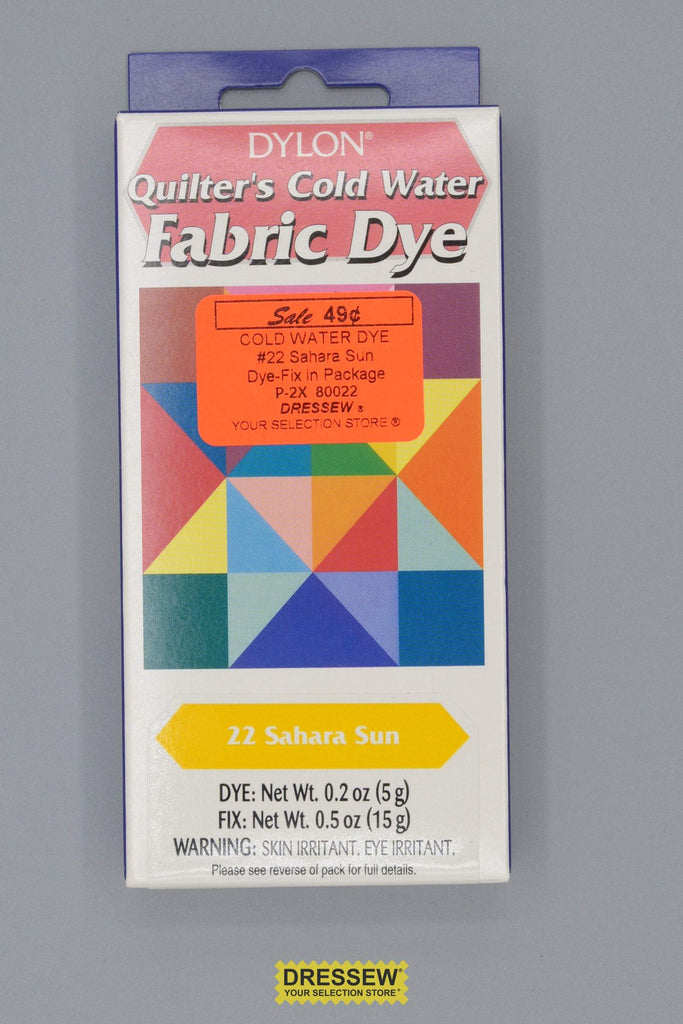 DYLON®
Quilter's Cold Water
Fabric Dye
Sale 49¢
COLD WATER DYE
#22 Sahara Sun
Dye-Fix in Package
P-2X 80022
DRESSEW ®
YOUR SELECTION STORE ®
22 Sahara Sun
DYE: Net Wt. 0.2 oz (5 g)
FIX: Net Wt. 0.5 oz (15 g)
WARNING: SKIN IRRITANT. EYE IRRITANT.
Please see reverse of pack for full details.
DRESSEW®
YOUR SELECTION STORE®